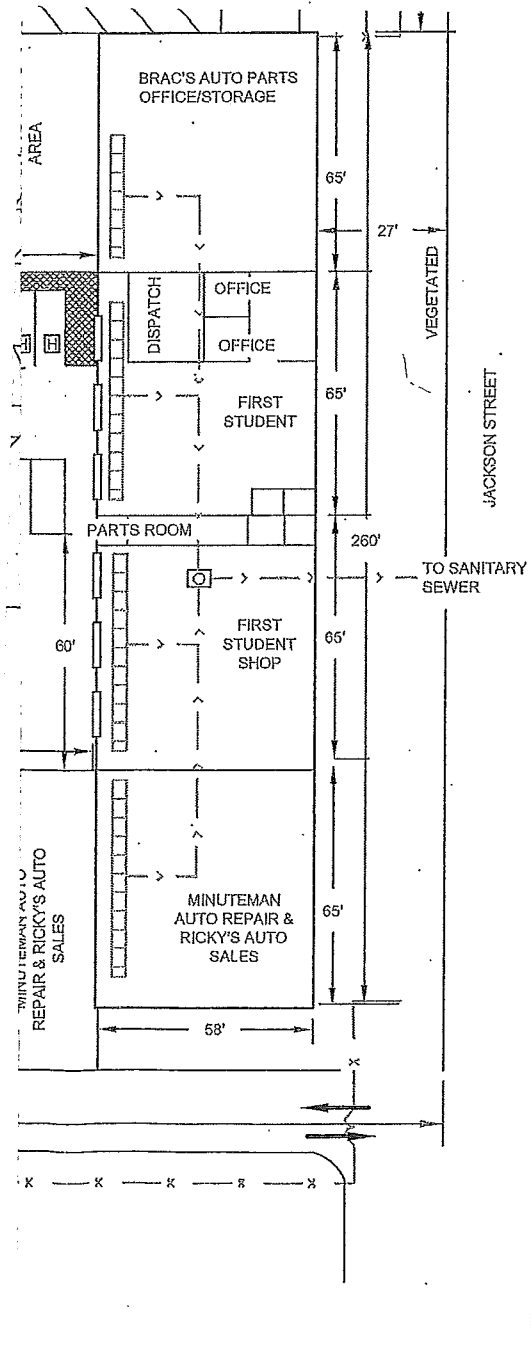 BRAC'S AUTO PARTS
OFFICE/STORAGE
AREA
65'
27'
VEGETATED
DISPATCH
OFFICE
OFFICE
FIRST
STUDENT
65'
JACKSON STREET
PARTS ROOM
260'
TO SANITARY
SEWER
FIRST
STUDENT
SHOP
65'
60'
MINUTEMAN AUTO
REPAIR & RICKY'S AUTO
SALES
MINUTEMAN
AUTO REPAIR &
RICKY'S AUTO
SALES
65'
58'